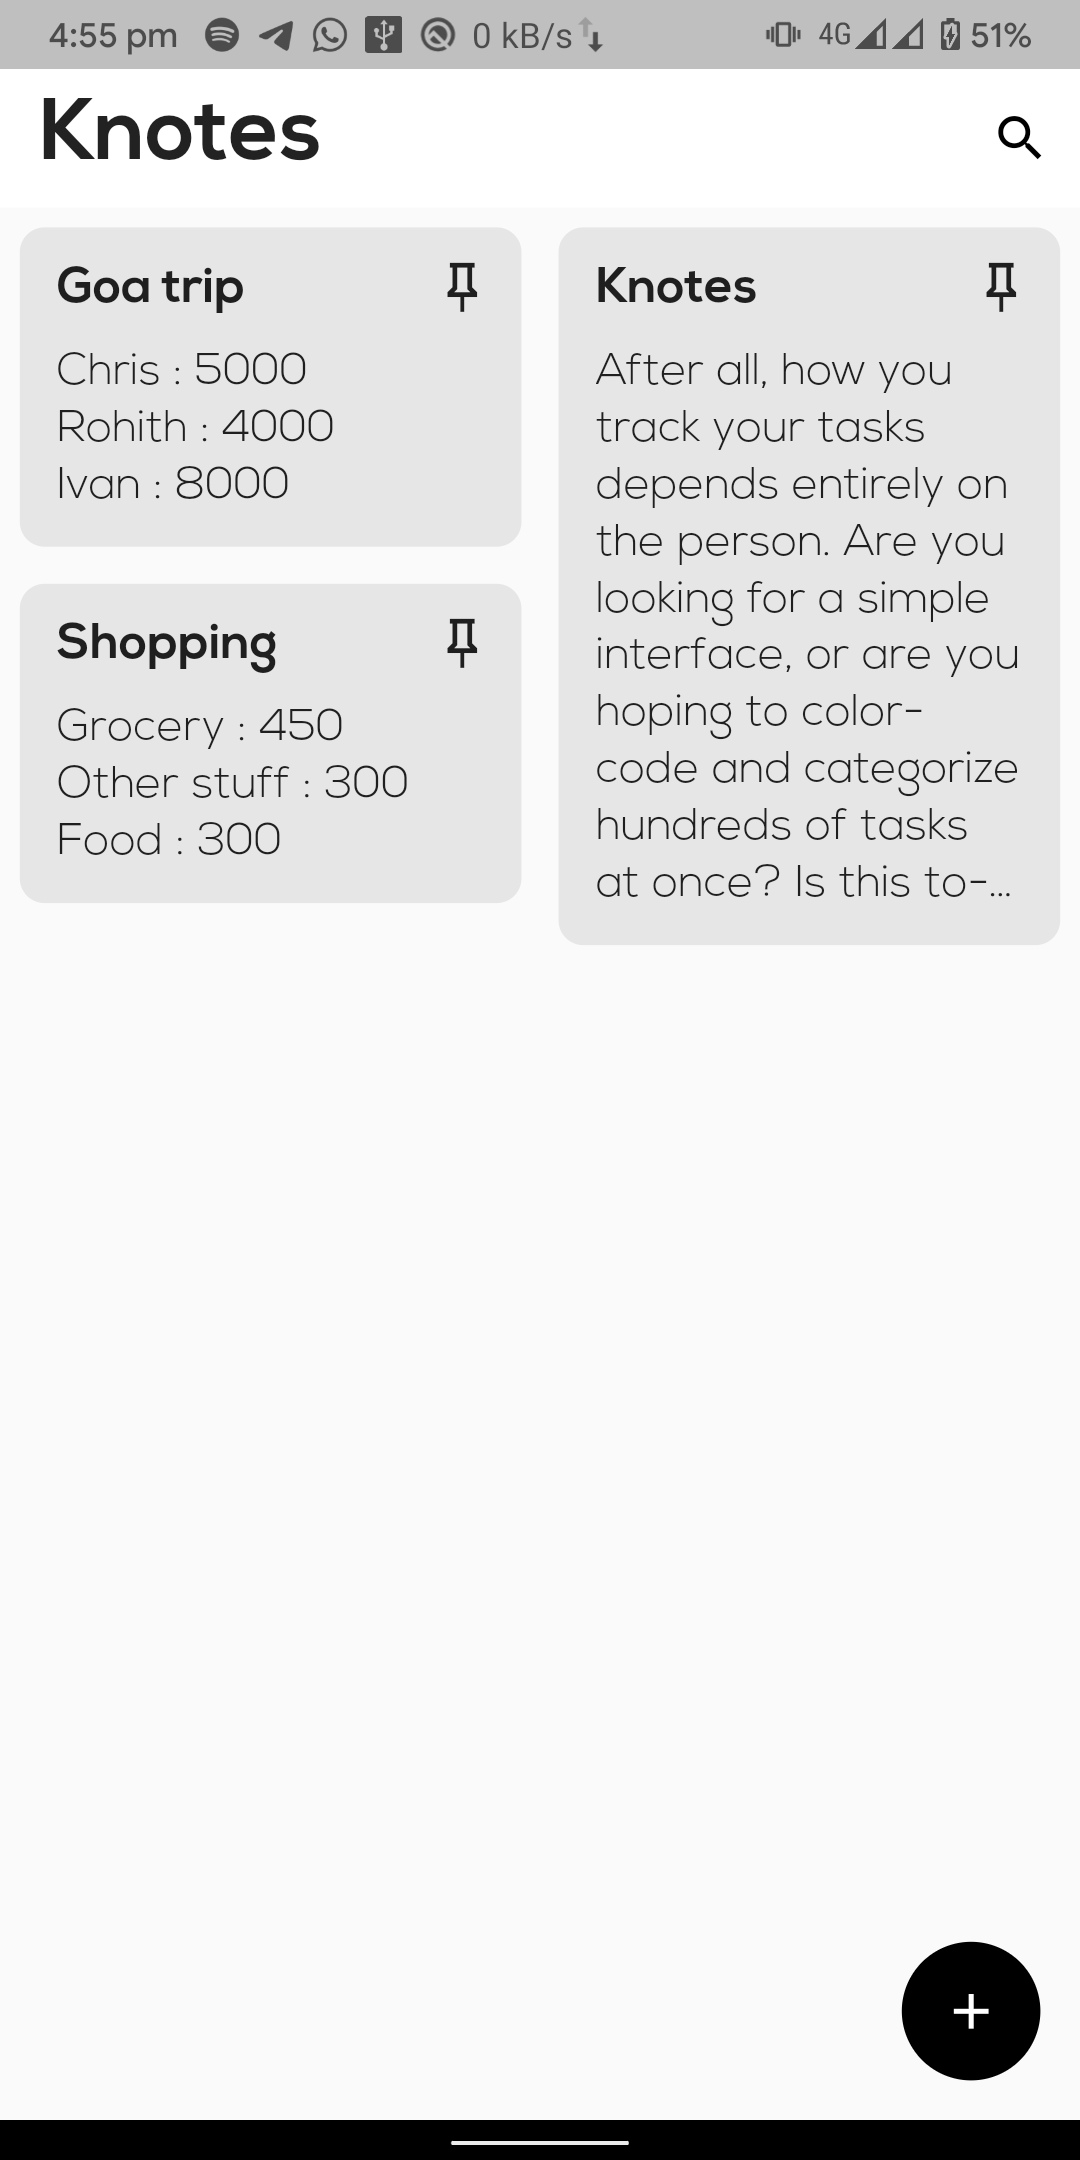 4:55 pm 0 kB/s 4G 51%
Knotes
Goa trip
Chris : 5000
Rohith : 4000
Ivan : 8000
Shopping
Grocery : 450
Other stuff : 300
Food : 300
Knotes
After all, how you
track your tasks
depends entirely on
the person. Are you
looking for a simple
interface, or are you
hoping to color-
code and categorize
hundreds of tasks
at once? Is this to-...